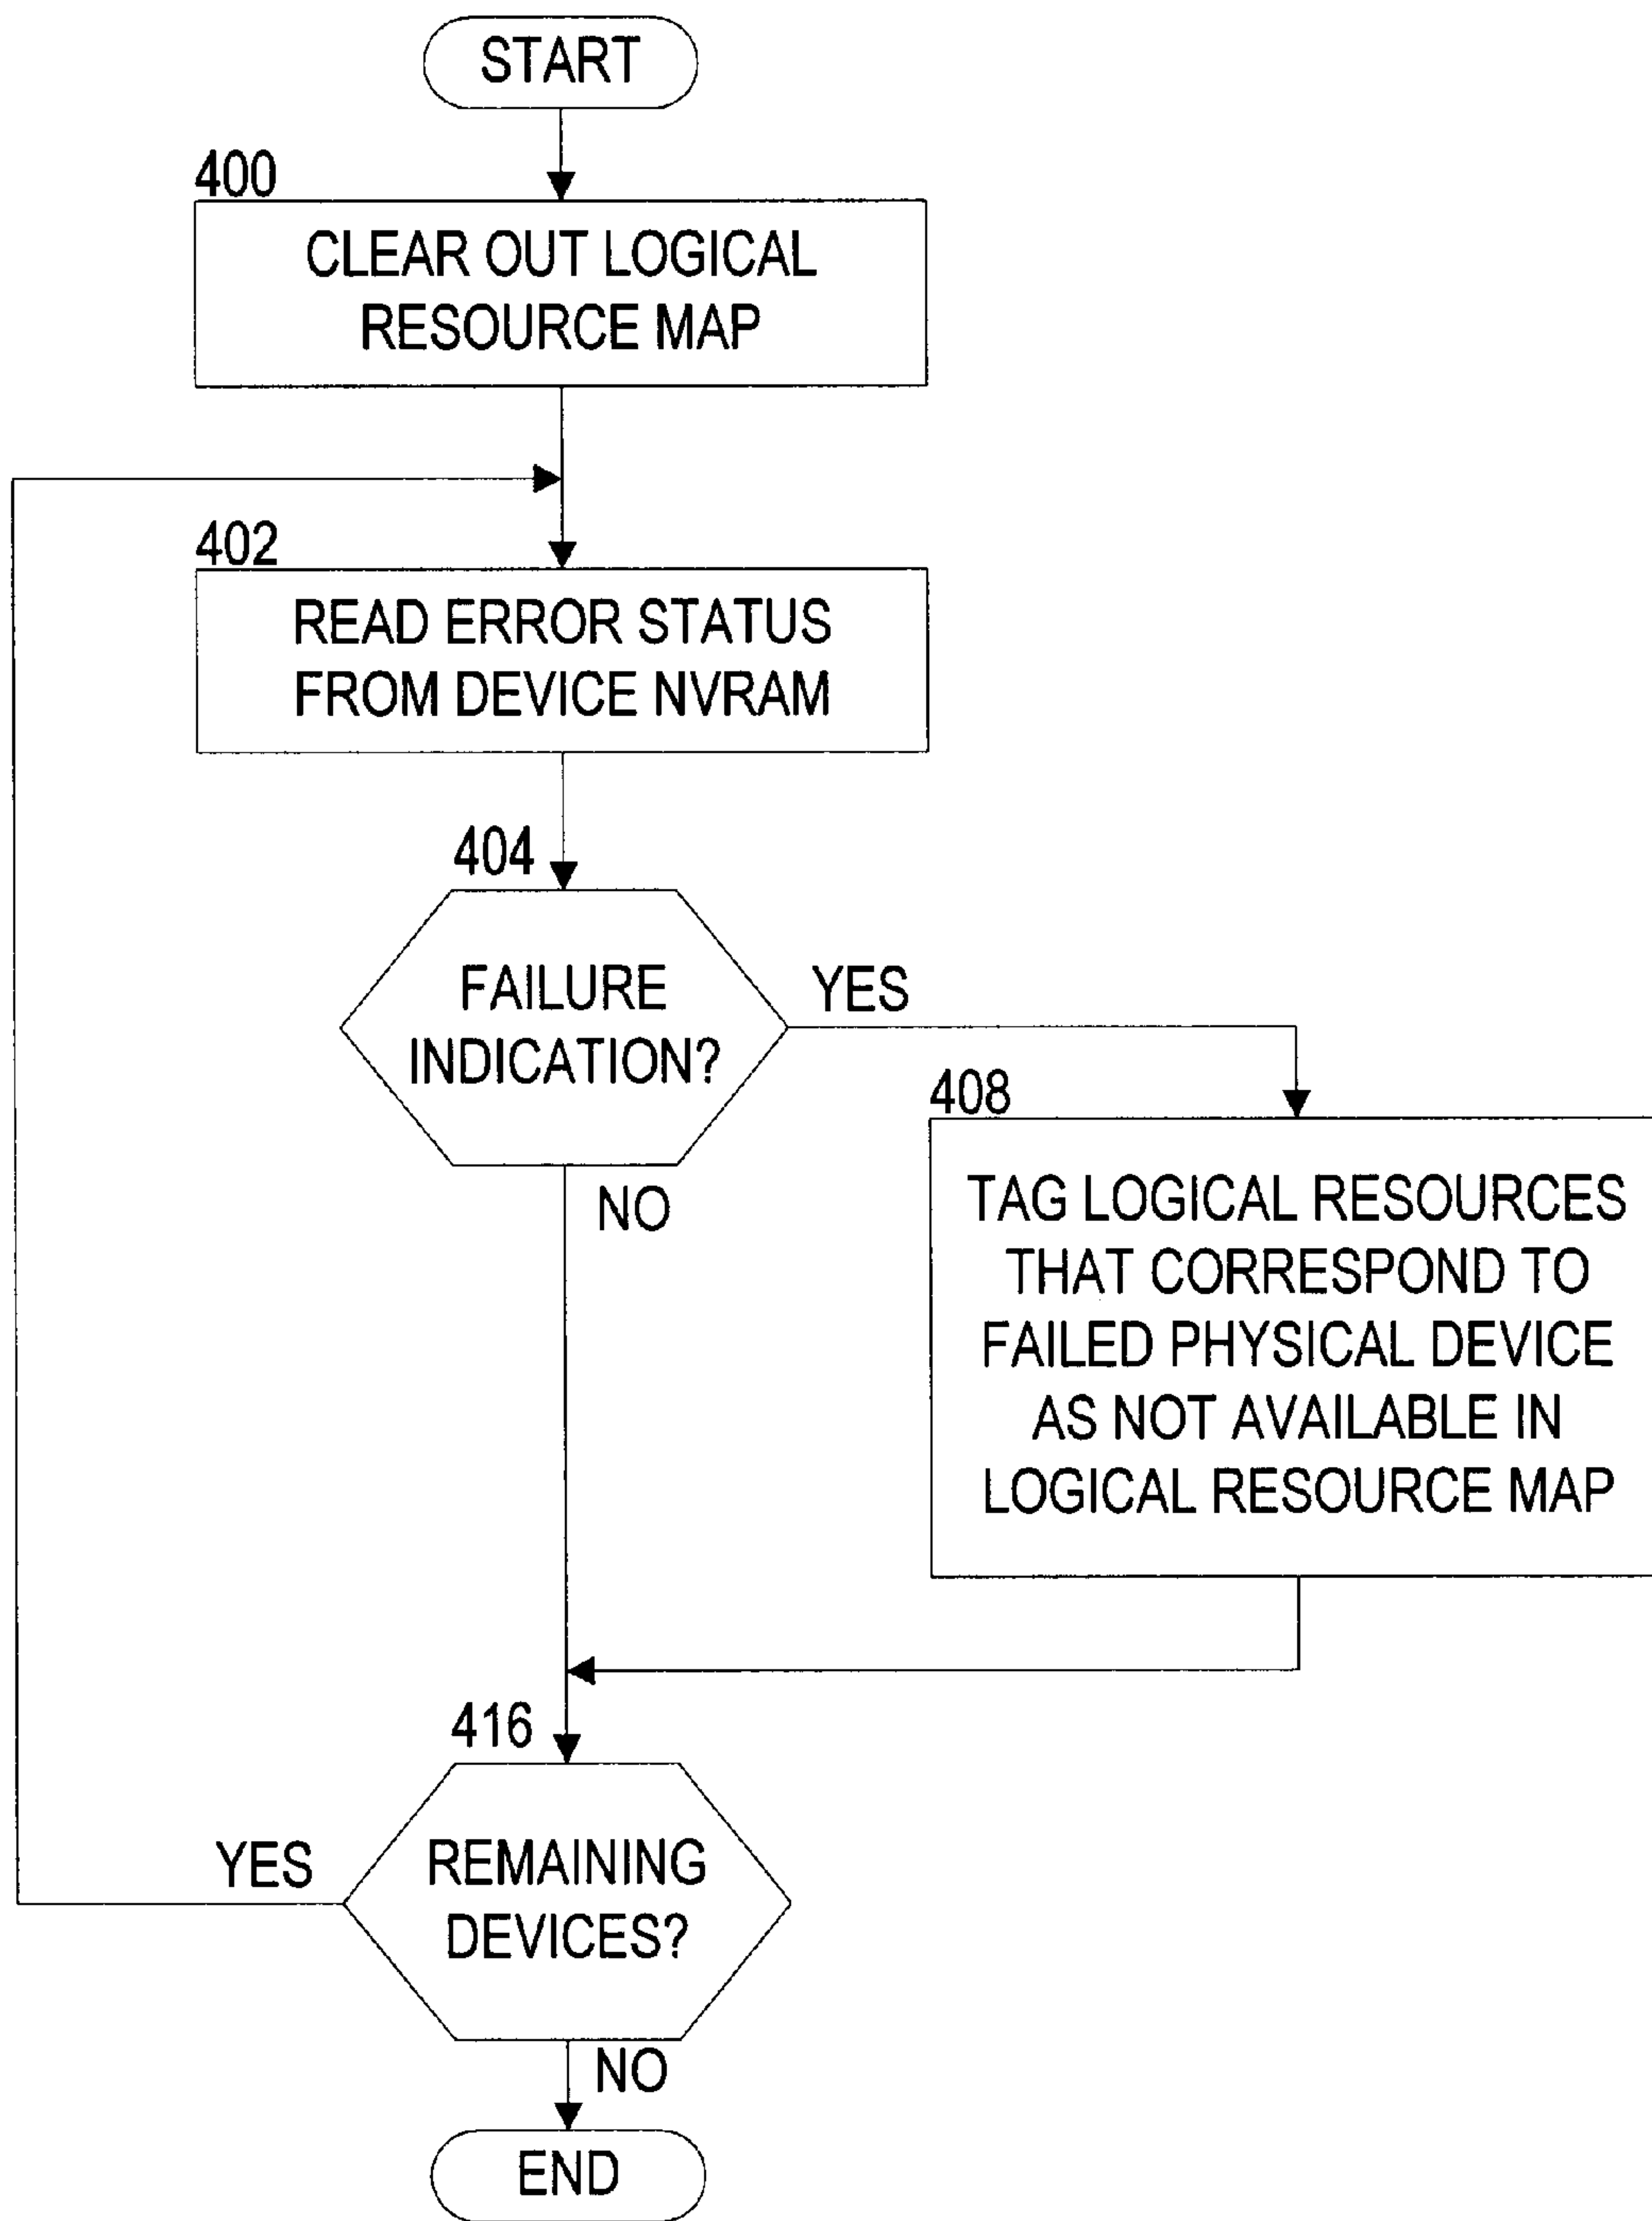 START
400
CLEAR OUT LOGICAL
RESOURCE MAP
402
READ ERROR STATUS
FROM DEVICE NVRAM
404
FAILURE
INDICATION?
YES
NO
408
TAG LOGICAL RESOURCES
THAT CORRESPOND TO
FAILED PHYSICAL DEVICE
AS NOT AVAILABLE IN
LOGICAL RESOURCE MAP
416
REMAINING
DEVICES?
YES
NO
END